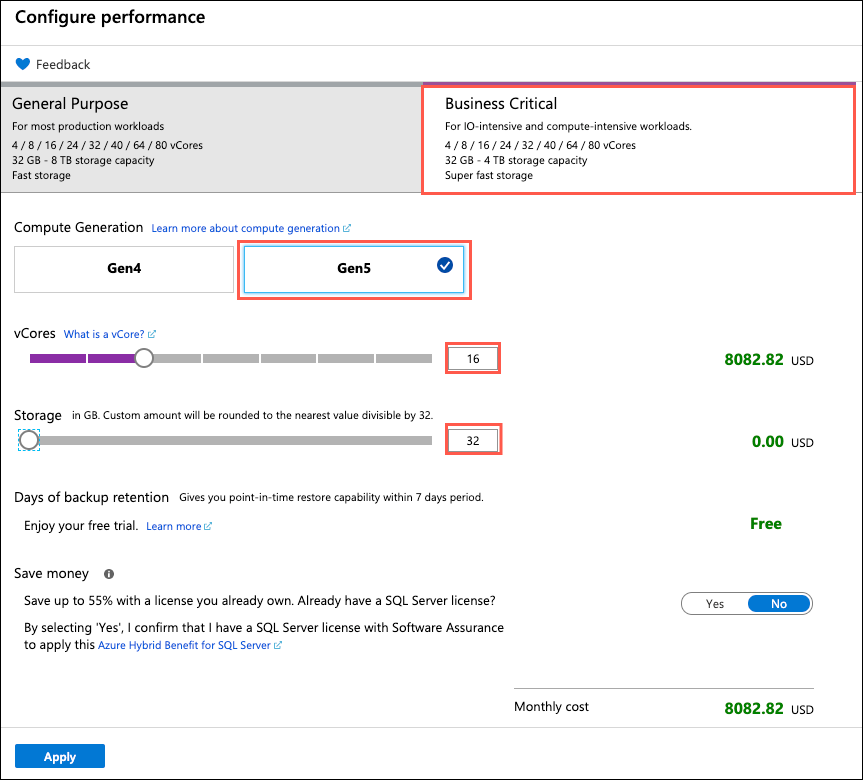 Configure performance
Feedback
General Purpose
For most production workloads
4 / 8 / 16 / 24 / 32 / 40 / 64 / 80 vCores
32 GB - 8 TB storage capacity
Fast storage
Business Critical
For IO-intensive and compute-intensive workloads.
4 / 8 / 16 / 24 / 32 / 40 / 64 / 80 vCores
32 GB - 4 TB storage capacity
Super fast storage
Compute Generation Learn more about compute generation
Gen4
Gen5
vCores What is a vCore?
16
8082.82 USD
Storage in GB. Custom amount will be rounded to the nearest value divisible by 32.
32
0.00 USD
Days of backup retention Gives you point-in-time restore capability within 7 days period.
Enjoy your free trial. Learn more
Free
Save money
Save up to 55% with a license you already own. Already have a SQL Server license?
Yes No
By selecting 'Yes', I confirm that I have a SQL Server license with Software Assurance
to apply this Azure Hybrid Benefit for SQL Server
Monthly cost 8082.82 USD
Apply